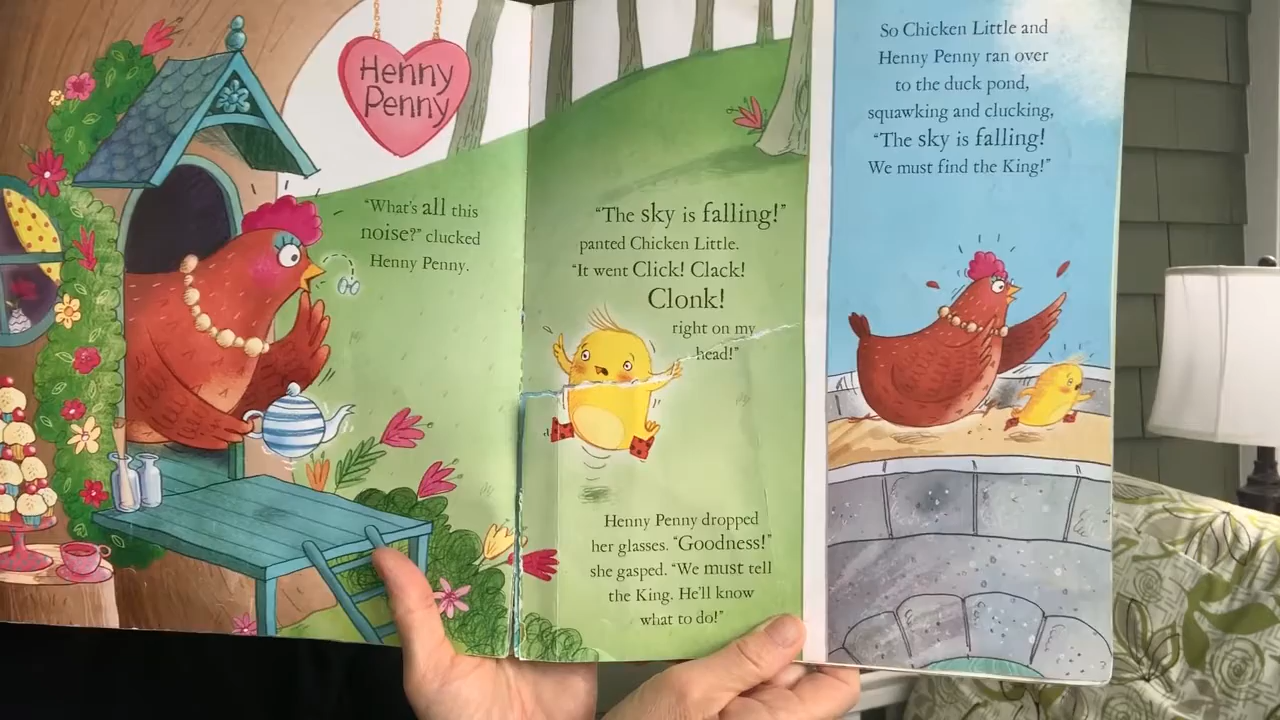 Henny
Penny
"What's all this
noise?" clucked
Henny Penny.
"The sky is falling!"
panted Chicken Little.
"It went Click! Clack!
Clonk!
right on my
head!"
Henny Penny dropped
her glasses. "Goodness!"
she gasped. "We must tell
the King. He'll know
what to do!"
So Chicken Little and
Henny Penny ran over
to the duck pond,
squawking and clucking,
"The sky is falling!
We must find the King!"